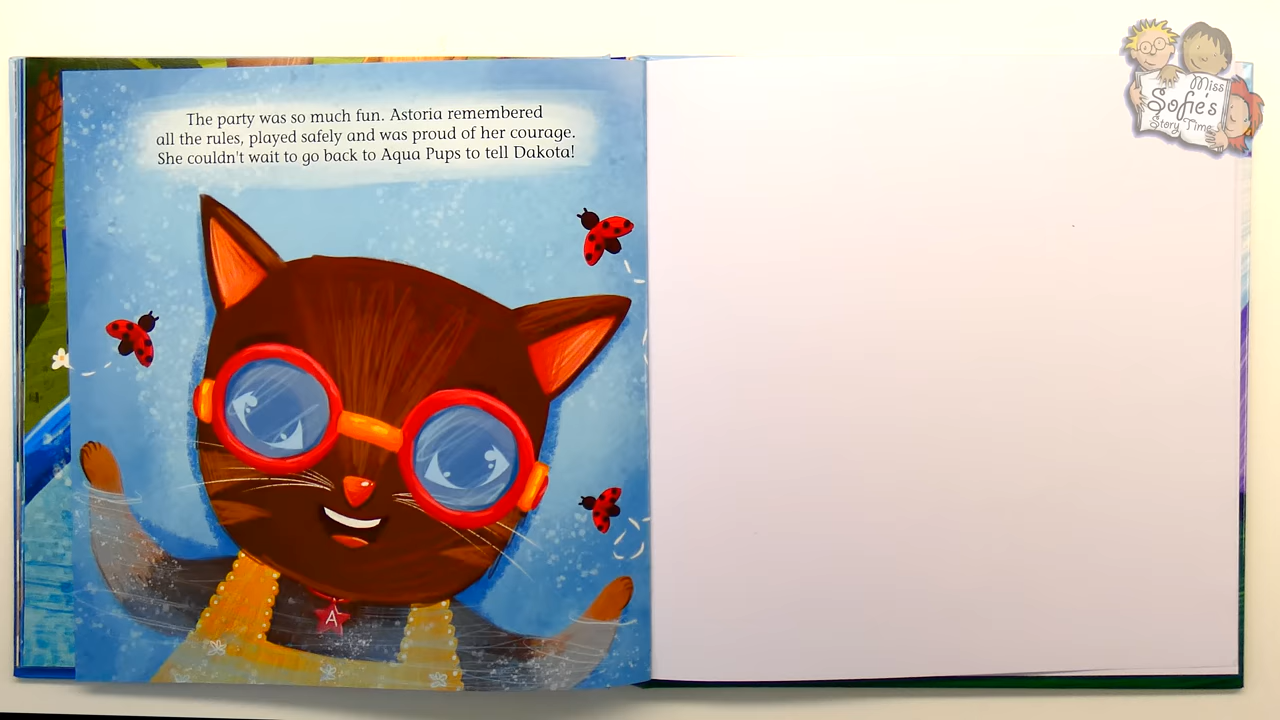 The party was so much fun. Astoria remembered
all the rules, played safely and was proud of her courage.
She couldn't wait to go back to Aqua Pups to tell Dakota!
A
Miss
Sofie's
Story Time